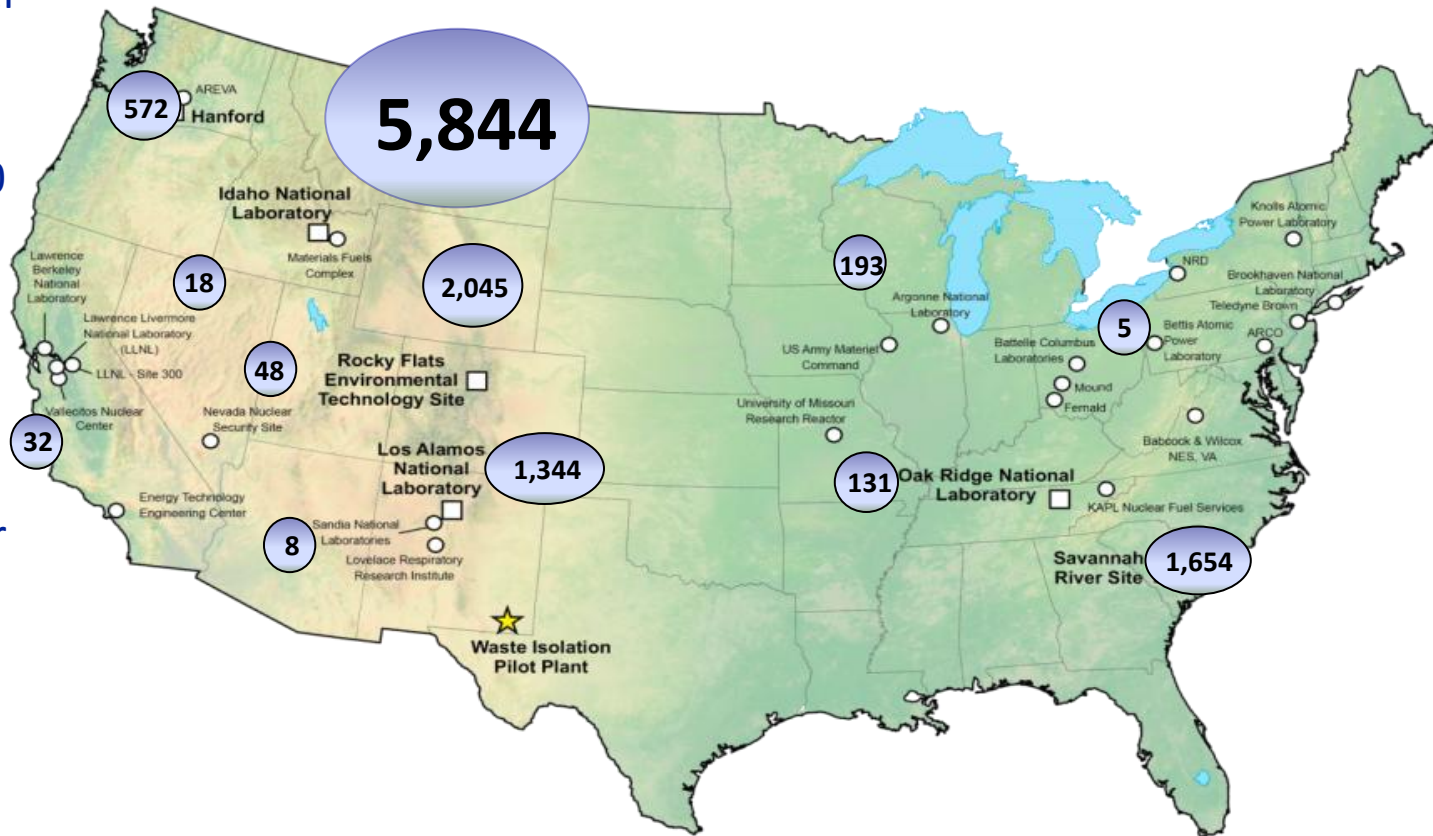 572
AREVA
Hanford
5,844
Idaho National
Laboratory
Materials Fuels
Complex
Lawrence
Berkeley
National
Laboratory
18
2,045
Lawrence Livermore
National Laboratory
(LLNL)
LLNL - Site 300
48
Rocky Flats
Environmental
Technology Site
Vallecitos Nuclear
Center
32
Nevada Nuclear
Security Site
Los Alamos
National
Laboratory
1,344
Energy Technology
Engineering Center
8
Sandia National
Laboratories
Lovelace Respiratory
Research Institute
Waste Isolation
Pilot Plant
193
Argonne National
Laboratory
US Army Materiel
Command
Battelle Columbus
Laboratories
Mound
Fernald
University of Missouri
Research Reactor
131
Oak Ridge National
Laboratory
KAPL Nuclear Fuel Services
Savannah
River Site
1,654
Knolls Atomic
Power Laboratory
NRD
Brookhaven National
Laboratory
Teledyne Brown
5
Bettis Atomic
Power
Laboratory
ARCO
Babcock & Wilcox
NES, VA